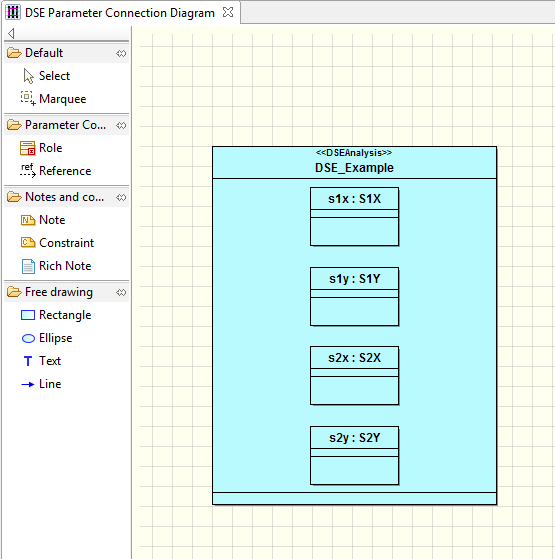 DSE Parameter Connection Diagram
Default
Select
Marquee
Parameter Co...
Role
ref
Reference
Notes and co...
Note
Constraint
Rich Note
Free drawing
Rectangle
Ellipse
T Text
Line
<<DSEAnalysis>>
DSE_Example
s1x : S1X
s1y : S1Y
s2x : S2X
s2y : S2Y